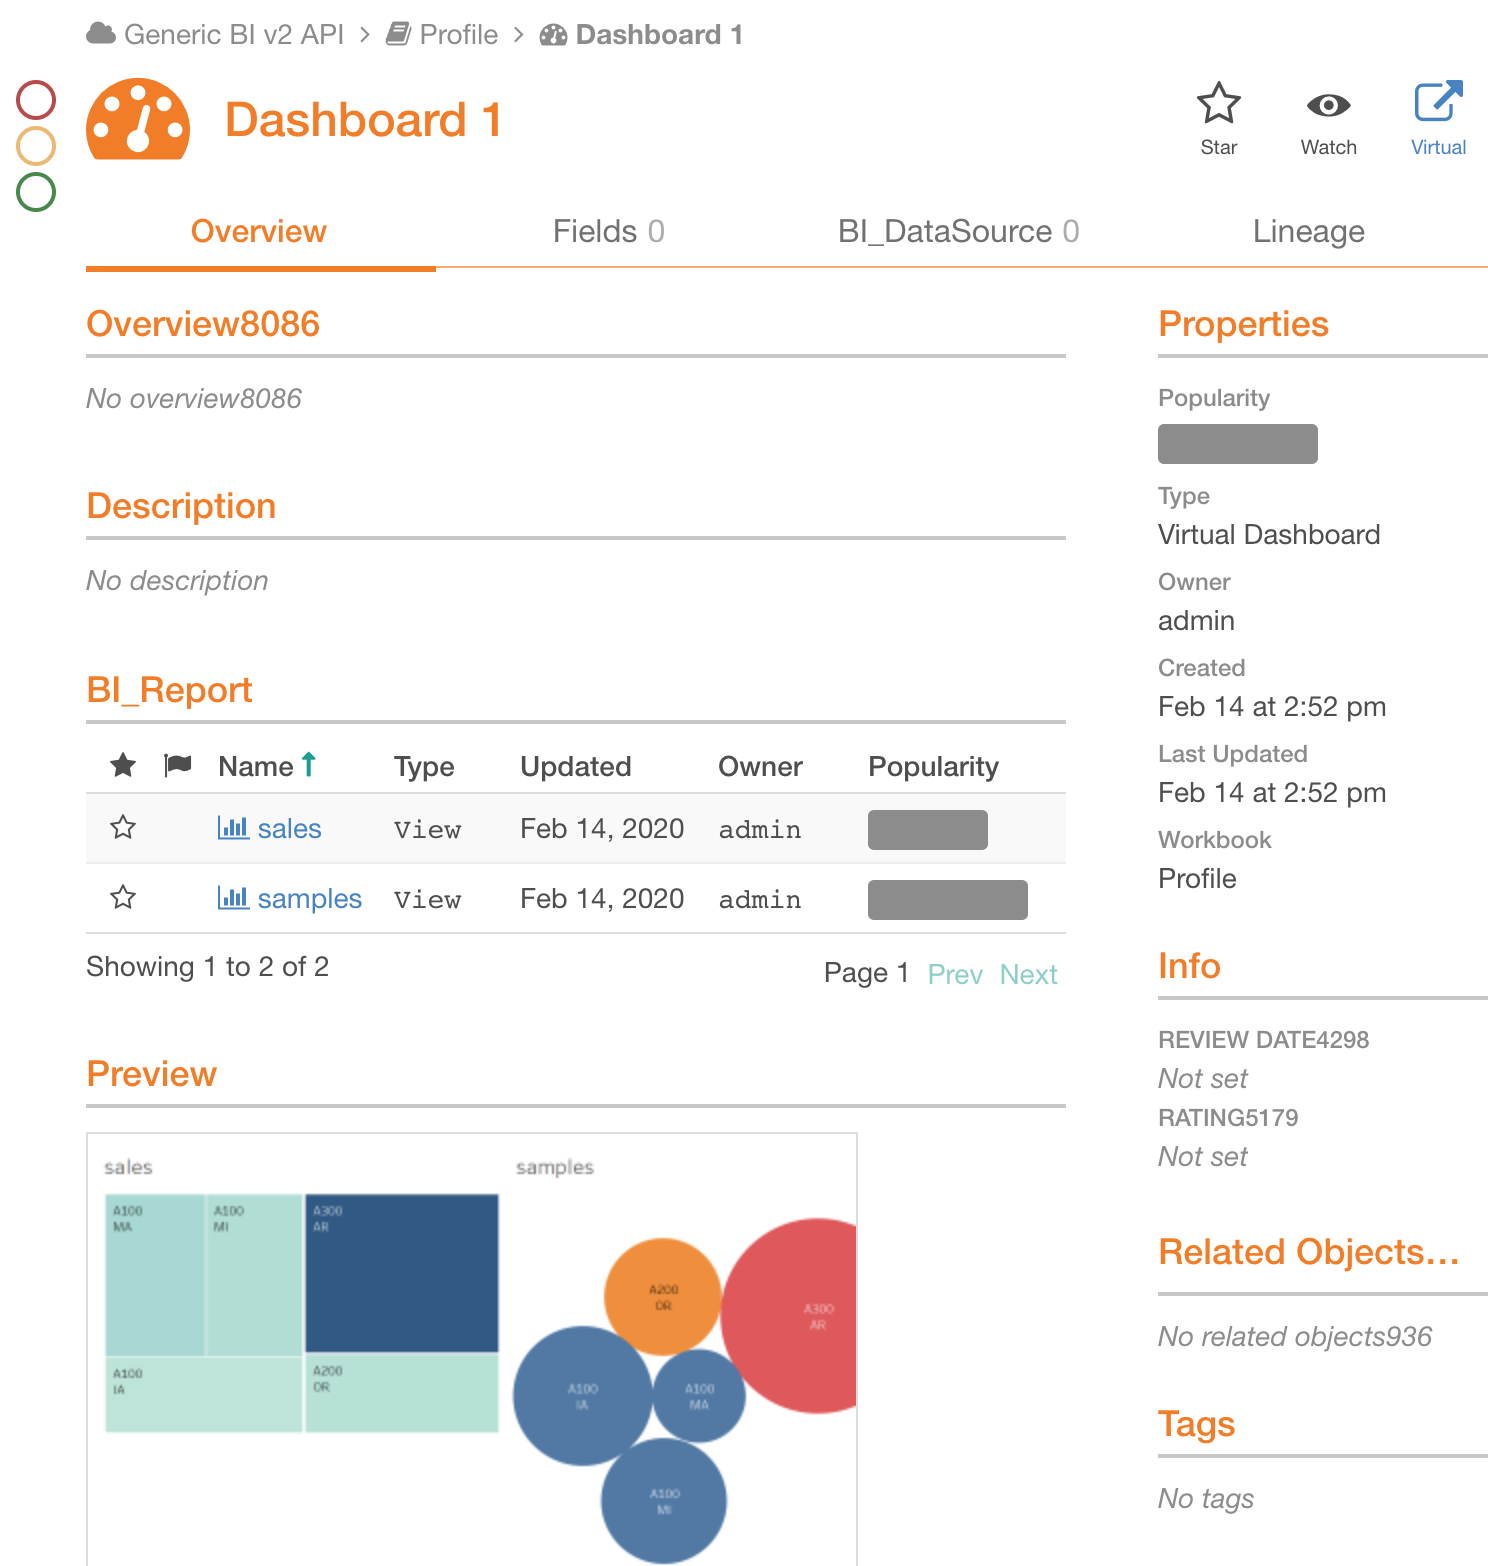 Generic BI v2 API > Profile > Dashboard 1
Dashboard 1
Star
Watch
Virtual
Overview
Fields 0
BI_DataSource 0
Lineage
Overview8086
No overview8086
Description
No description
BI_Report
Name Type Updated Owner Popularity
sales View Feb 14, 2020 admin
samples View Feb 14, 2020 admin
Showing 1 to 2 of 2
Page 1 Prev Next
Preview
sales
A100
MA
A100
MI
A300
AR
A100
IA
A200
OR
samples
A200
OR
A300
AR
A100
IA
A100
MA
A100
MI
Properties
Popularity
Type
Virtual Dashboard
Owner
admin
Created
Feb 14 at 2:52 pm
Last Updated
Feb 14 at 2:52 pm
Workbook
Profile
Info
REVIEW DATE4298
Not set
RATING5179
Not set
Related Objects...
No related objects936
Tags
No tags